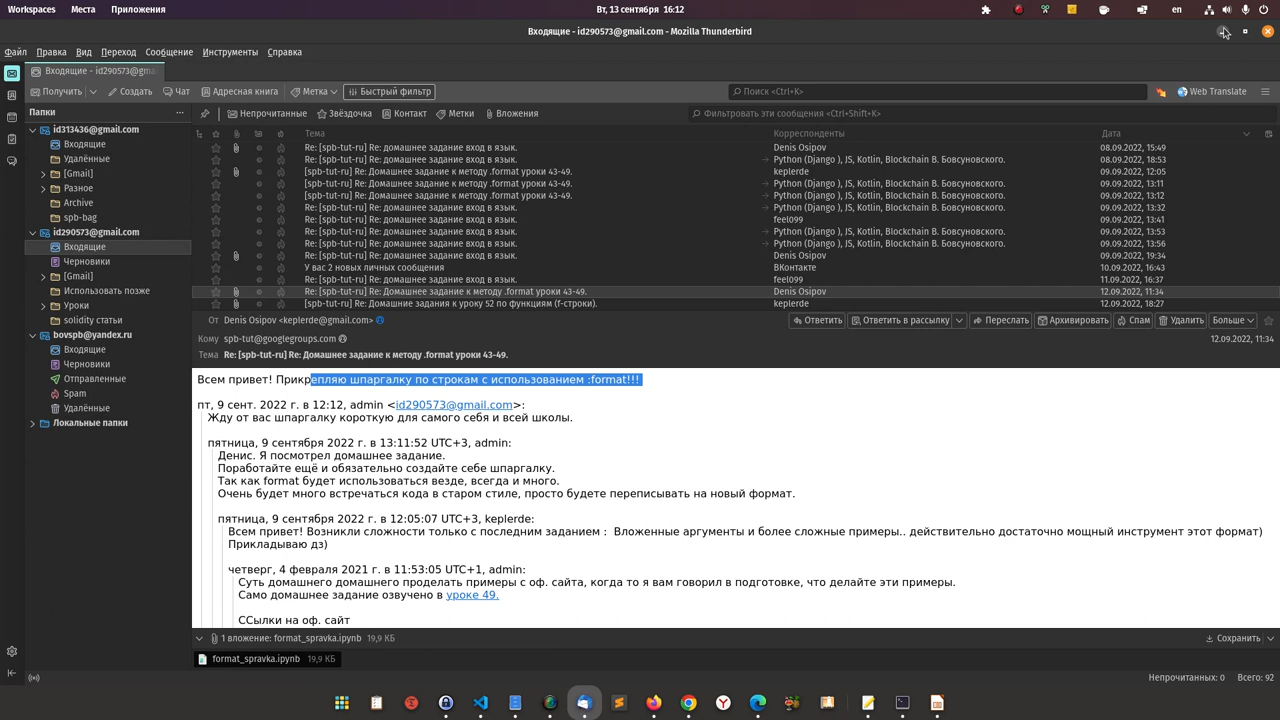 Workspaces Места Приложения Вт, 13 сентября 16:12 en
Входящие - id290573@gmail.com - Mozilla Thunderbird
Файл Правка Вид Переход Сообщение Инструменты Справка
Входящие - id290573@gma
Получить Создать Чат Адресная книга Метка Быстрый фильтр Поиск <Ctrl+K> Web Translate
Папки ...
id313436@gmail.com
Входящие
Удалённые
[Gmail]
Разное
Archive
spb-bag
id290573@gmail.com
Входящие
Черновики
[Gmail]
Использовать позже
Уроки
solidity статьи
bovspb@yandex.ru
Входящие
Черновики
Отправленные
Spam
Удалённые
Локальные папки
Непрочитанные Звёздочка Контакт Метки Вложения Фильтровать эти сообщения <Ctrl+Shift+K>
Тема Корреспонденты Дата
Re: [spb-tut-ru] Re: домашнее задание вход в язык. Denis Osipov 08.09.2022, 15:49
Re: [spb-tut-ru] Re: домашнее задание вход в язык. Python (Django ), JS, Kotlin, Blockchain В. Бовсуновского. 08.09.2022, 18:53
[spb-tut-ru] Re: Домашнее задание к методу .format уроки 43-49. keplerde 09.09.2022, 12:05
[spb-tut-ru] Re: Домашнее задание к методу .format уроки 43-49. Python (Django ), JS, Kotlin, Blockchain В. Бовсуновского. 09.09.2022, 13:11
[spb-tut-ru] Re: Домашнее задание к методу .format уроки 43-49. Python (Django ), JS, Kotlin, Blockchain В. Бовсуновского. 09.09.2022, 13:12
Re: [spb-tut-ru] Re: домашнее задание вход в язык. Python (Django ), JS, Kotlin, Blockchain В. Бовсуновского. 09.09.2022, 13:32
Re: [spb-tut-ru] Re: домашнее задание вход в язык. feel099 09.09.2022, 13:41
Re: [spb-tut-ru] Re: домашнее задание вход в язык. Python (Django ), JS, Kotlin, Blockchain В. Бовсуновского. 09.09.2022, 13:53
Re: [spb-tut-ru] Re: домашнее задание вход в язык. Python (Django ), JS, Kotlin, Blockchain В. Бовсуновского. 09.09.2022, 13:56
Re: [spb-tut-ru] Re: домашнее задание вход в язык. Denis Osipov 09.09.2022, 19:34
У вас 2 новых личных сообщения ВКонтакте 10.09.2022, 16:43
Re: [spb-tut-ru] Re: домашнее задание вход в язык. feel099 11.09.2022, 16:37
Re: [spb-tut-ru] Re: Домашнее задание к методу .format уроки 43-49. Denis Osipov 12.09.2022, 11:34
[spb-tut-ru] Re: Домашние задания к уроку 52 по функциям (f-строки). keplerde 12.09.2022, 18:27
От Denis Osipov <keplerde@gmail.com> Ответить Ответить в рассылку Переслать Архивировать Спам Удалить Больше
Кому spb-tut@googlegroups.com 12.09.2022, 11:34
Тема Re: [spb-tut-ru] Re: Домашнее задание к методу .format уроки 43-49.
Всем привет! Прикрепляю шпаргалку по строкам с использованием :format!!!
пт, 9 сент. 2022 г. в 12:12, admin <id290573@gmail.com>:
Жду от вас шпаргалку короткую для самого себя и всей школы.
пятница, 9 сентября 2022 г. в 13:11:52 UTC+3, admin:
Денис. Я посмотрел домашнее задание.
Поработайте ещё и обязательно создайте себе шпаргалку.
Так как format будет использоваться везде, всегда и много.
Очень будет много встречаться кода в старом стиле, просто будете переписывать на новый формат.
пятница, 9 сентября 2022 г. в 12:05:07 UTC+3, keplerde:
Всем привет! Возникли сложности только с последним заданием : Вложенные аргументы и более сложные примеры.. действительно достаточно мощный инструмент этот формат)
Прикладываю дз)
четверг, 4 февраля 2021 г. в 11:53:05 UTC+1, admin:
Суть домашнего домашнего проделать примеры с оф. сайта, когда то я вам говорил в подготовке, что делайте эти примеры.
Само домашнее задание озвучено в уроке 49.
ССылки на оф. сайт
1 вложение: format_spravka.ipynb 19,9 КБ Сохранить
format_spravka.ipynb 19,9 КБ
Непрочитанных: 0 Всего: 92